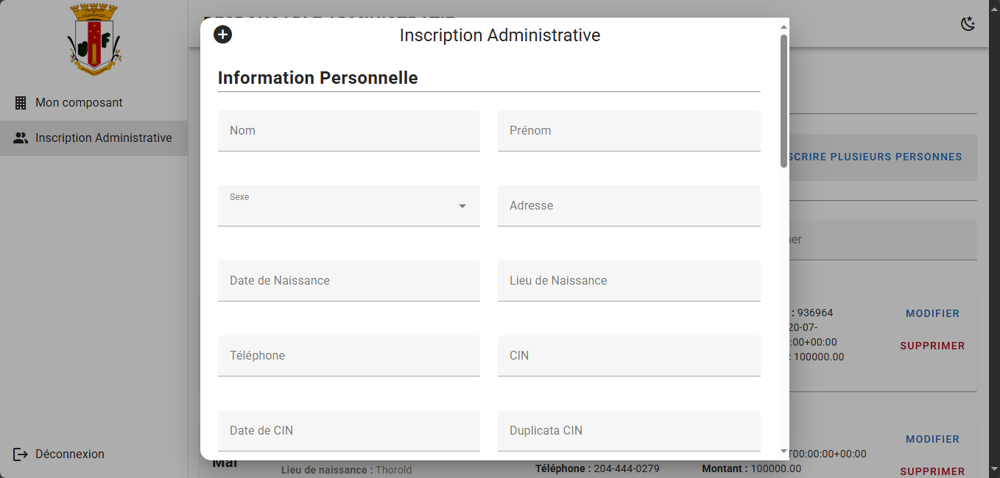 Mon composant
Inscription Administrative
Déconnexion
Inscription Administrative
Information Personnelle
Nom
Prénom
Sexe
Adresse
Date de Naissance
Lieu de Naissance
Téléphone
CIN
Date de CIN
Duplicata CIN
RESPONSABLE ADMINISTRATIF
SCRIRE PLUSIEURS PERSONNES
her
: 936964
20-07-
:00+00:00
: 100000.00
MODIFIER
SUPPRIMER
T00:00:00+00:00
MODIFIER
Mai
Lieu de naissance : Thorold
Téléphone : 204-444-0279
Montant : 100000.00
SUPPRIMER